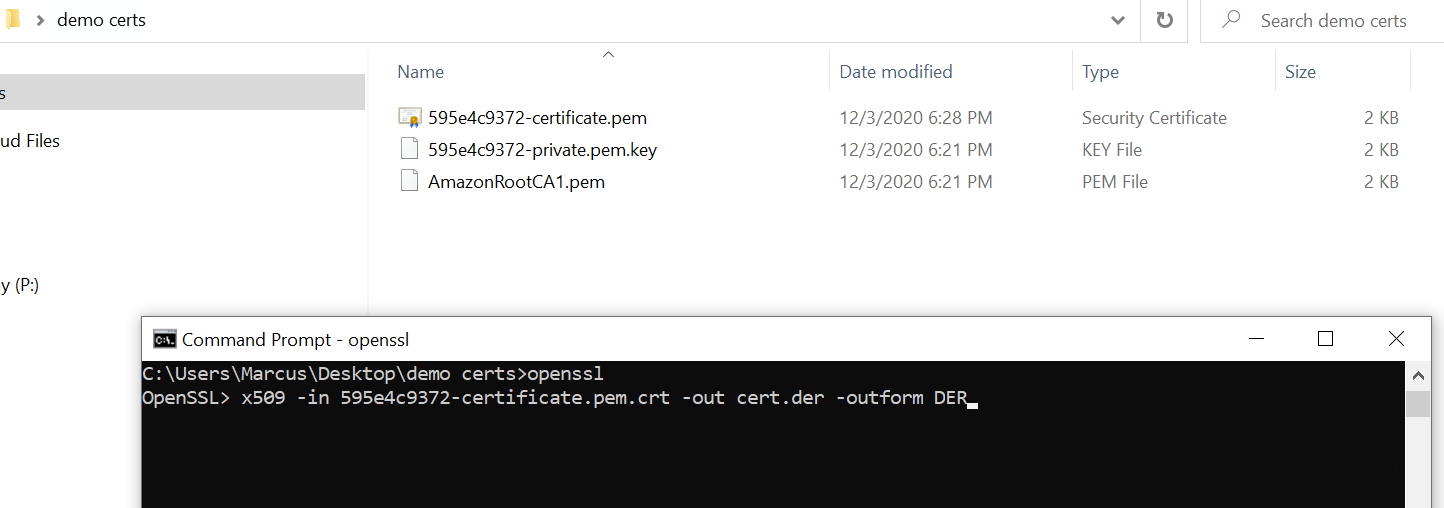 demo certs
Search demo certs
Name Date modified Type Size
s
595e4c9372-certificate.pem 12/3/2020 6:28 PM Security Certificate 2 KB
ud Files
595e4c9372-private.pem.key 12/3/2020 6:21 PM KEY File 2 KB
AmazonRootCA1.pem 12/3/2020 6:21 PM PEM File 2 KB
y (P:)
Command Prompt - openssl
C:\Users\Marcus\Desktop\demo certs>openssl
OpenSSL> x509 -in 595e4c9372-certificate.pem.crt -out cert.der -outform DER